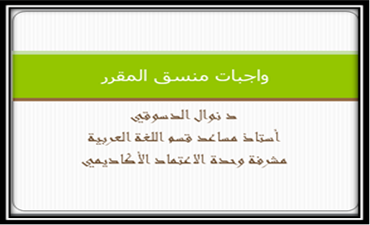 واجبات منسق المقرر
د نوال الدسوقي
أستاذ مساعد قسم اللغة العربية
مشرفة وحدة الاعتماد الأكاديمي